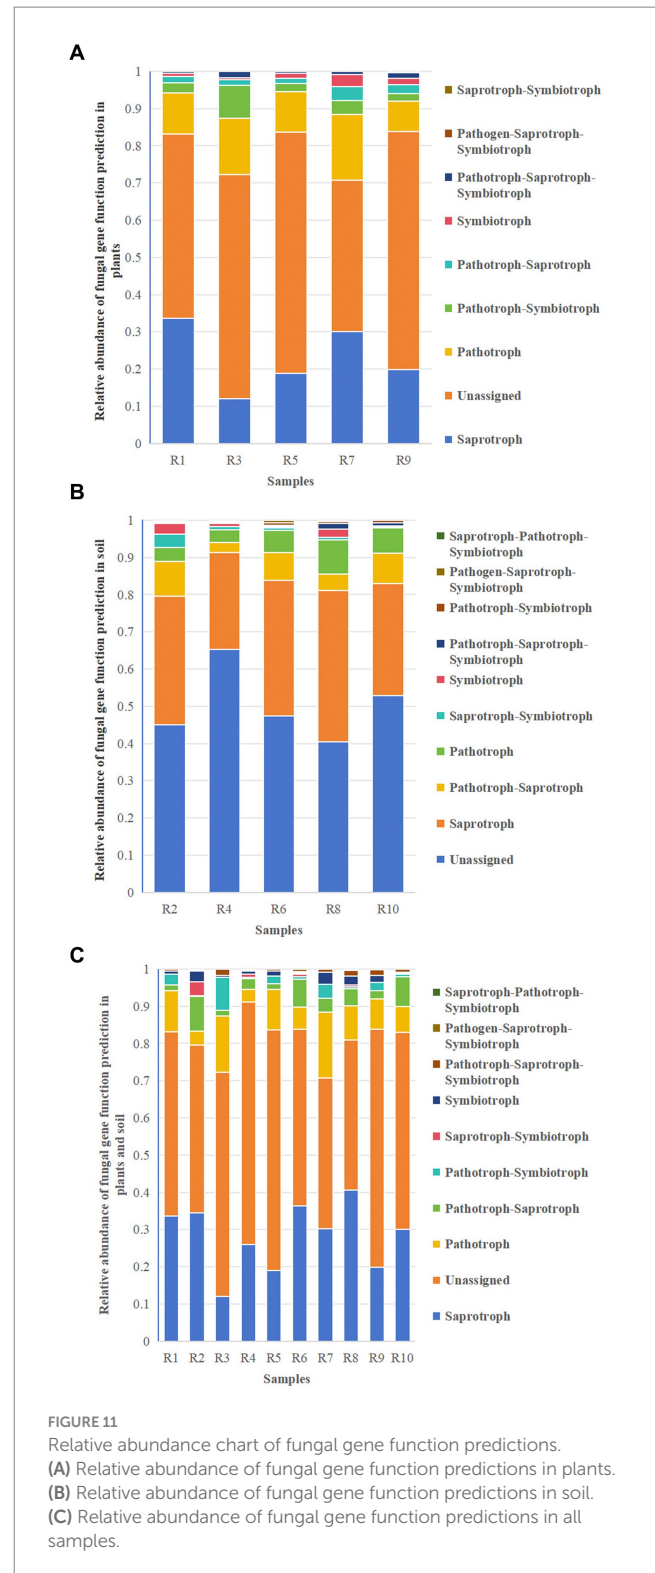 A
Relative abundance of fungal gene function prediction in
plants
1
0.9
0.8
0.7
0.6
0.5
0.4
0.3
0.2
0.1
0
R1 R3 R5 R7 R9
Samples
Saprotroph-Symbiotroph
Pathogen-Saprotroph-
Symbiotroph
Pathotroph-Saprotroph-
Symbiotroph
Symbiotroph
Pathotroph-Saprotroph
Pathotroph-Symbiotroph
Pathotroph
Unassigned
Saprotroph
B
Relative abundance of fungal gene function prediction in soil
1
0.9
0.8
0.7
0.6
0.5
0.4
0.3
0.2
0.1
0
R2 R4 R6 R8 R10
Samples
Saprotroph-Pathotroph-
Symbiotroph
Pathogen-Saprotroph-
Symbiotroph
Pathotroph-Symbiotroph
Pathotroph-Saprotroph-
Symbiotroph
Symbiotroph
Saprotroph-Symbiotroph
Pathotroph
Pathotroph-Saprotroph
Saprotroph
Unassigned
C
Relative abundance of fungal gene function prediction in
plants and soil
1
0.9
0.8
0.7
0.6
0.5
0.4
0.3
0.2
0.1
0
R1 R2 R3 R4 R5 R6 R7 R8 R9 R10
Samples
Saprotroph-Pathotroph-
Symbiotroph
Pathogen-Saprotroph-
Symbiotroph
Pathotroph-Saprotroph-
Symbiotroph
Symbiotroph
Saprotroph-Symbiotroph
Pathotroph-Symbiotroph
Pathotroph-Saprotroph
Pathotroph
Unassigned
Saprotroph
FIGURE 11
Relative abundance chart of fungal gene function predictions.
(A) Relative abundance of fungal gene function predictions in plants.
(B) Relative abundance of fungal gene function predictions in soil.
(C) Relative abundance of fungal gene function predictions in all
samples.